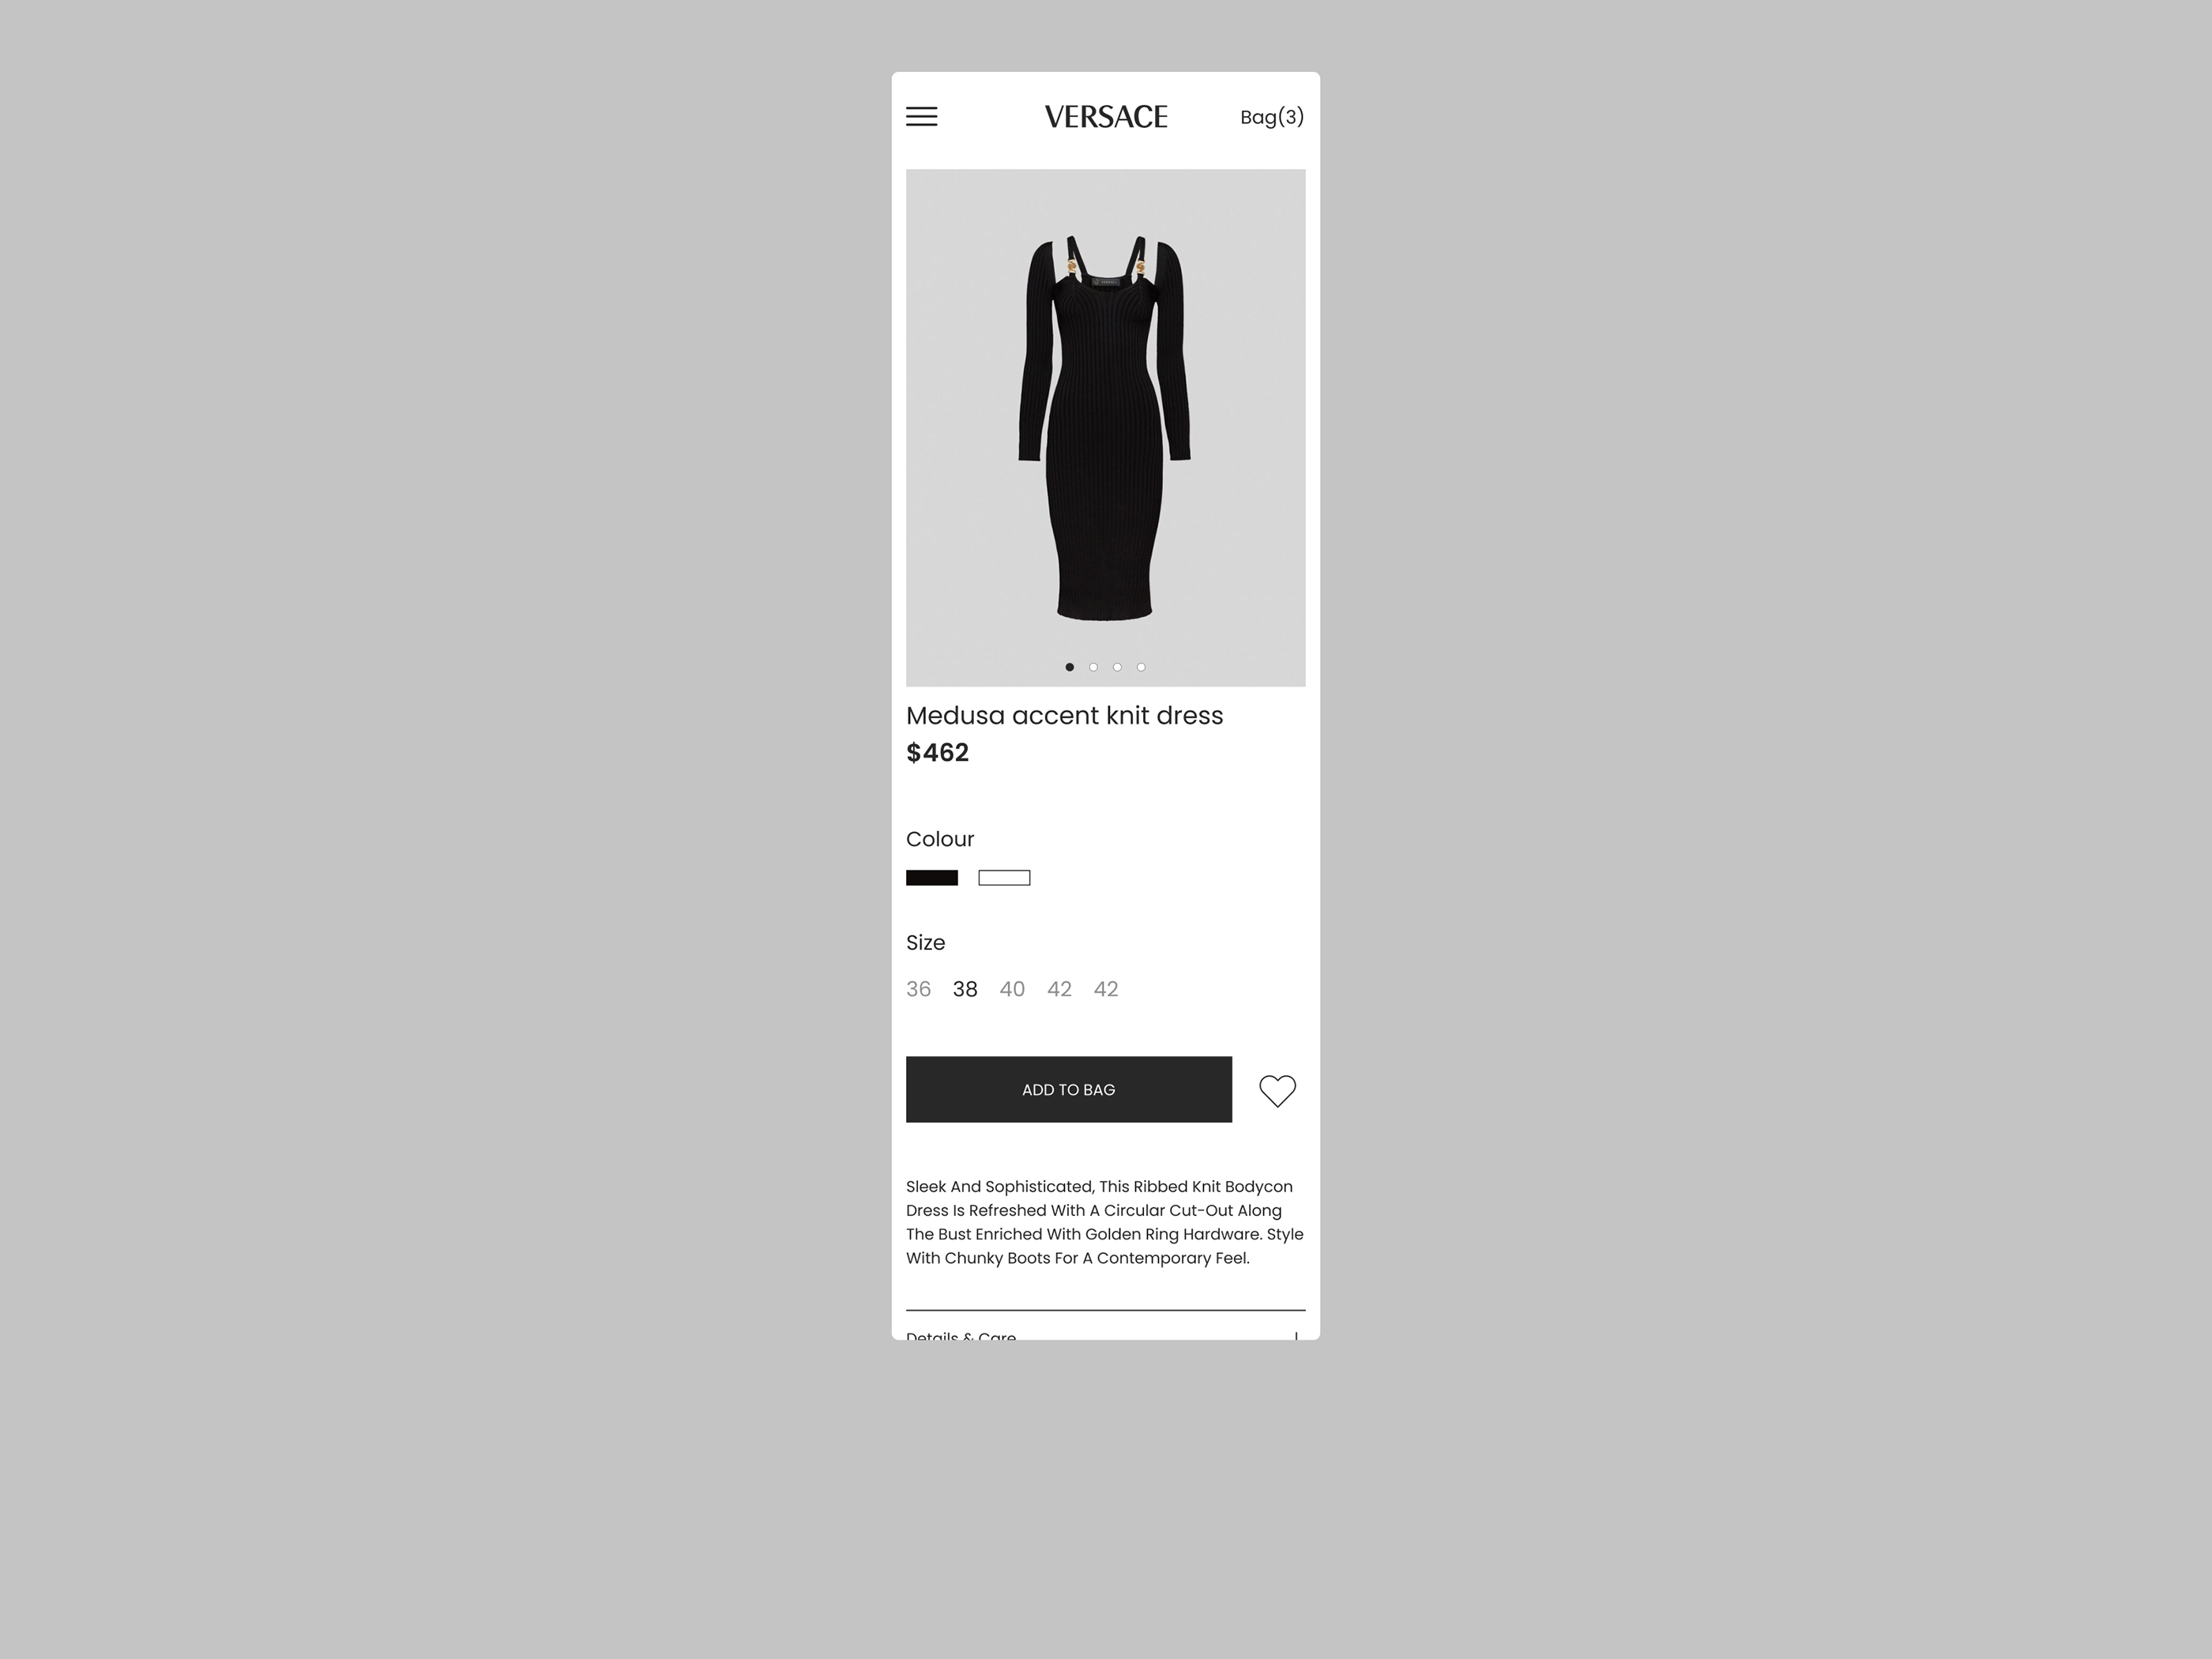 VERSACE
Bag(3)
Medusa accent knit dress
$462
Colour
Size
36 38 40 42 42
ADD TO BAG
Sleek And Sophisticated, This Ribbed Knit Bodycon
Dress Is Refreshed With A Circular Cut-Out Along
The Bust Enriched With Golden Ring Hardware. Style
With Chunky Boots For A Contemporary Feel.
Details & Care